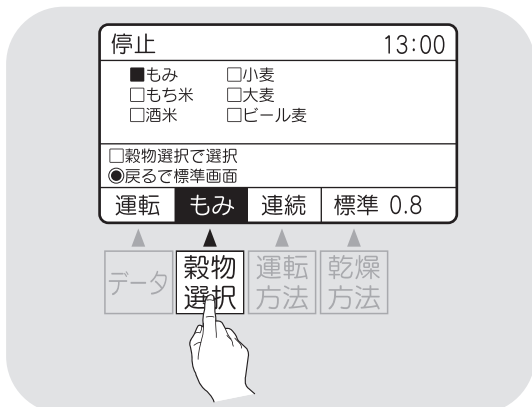 停止 13:00
■もみ □小麦
□もち米 □大麦
□酒米 □ビール麦
□穀物選択で選択
◉戻るで標準画面
運転 もみ 連続 標準 0.8
データ 穀物選択 運転方法 乾燥方法